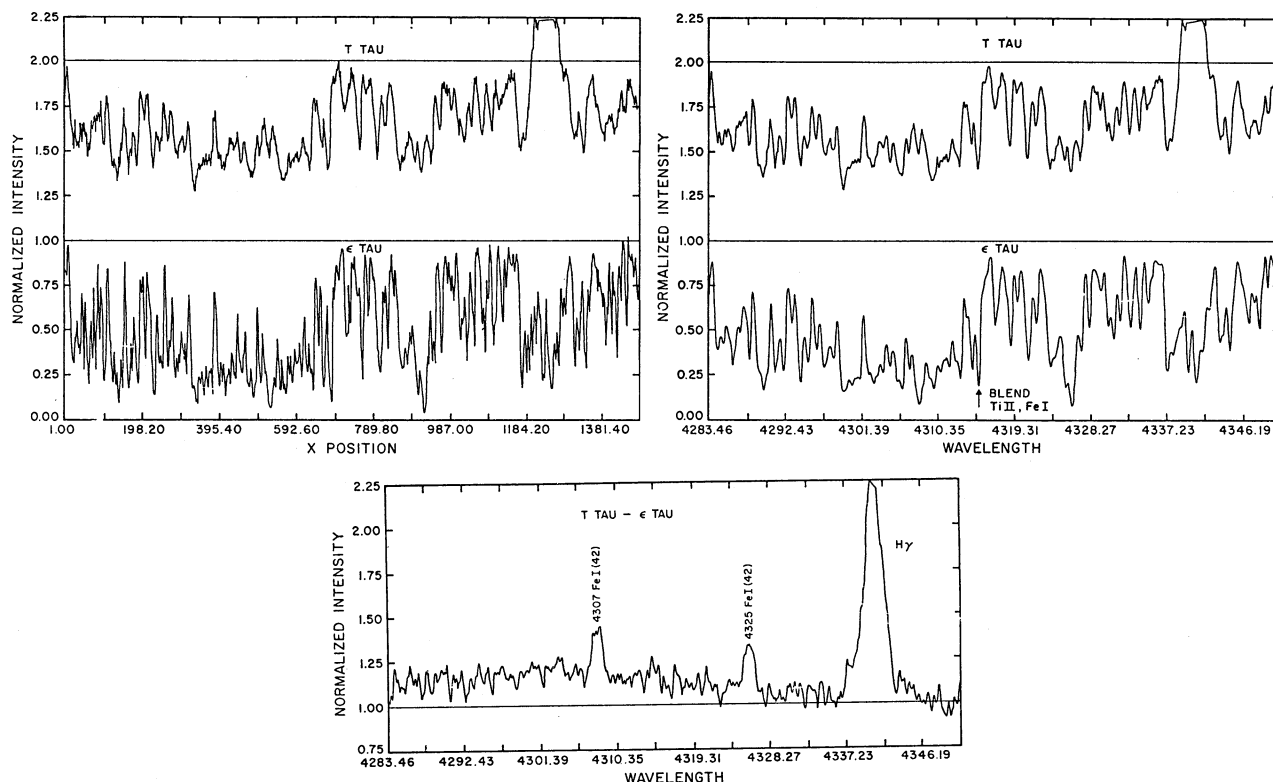 2.25
2.00
1.75
1.50
1.25
1.00
0.75
0.50
0.25
0.00
NORMALIZED INTENSITY
T TAU
ϵ TAU
1.00 198.20 395.40 592.60 789.80 987.00 1184.20 1381.40
X POSITION
2.25
2.00
1.75
1.50
1.25
1.00
0.75
0.50
0.25
0.00
NORMALIZED INTENSITY
T TAU
ϵ TAU
BLEND
Ti II, Fe I
4283.46 4292.43 4301.39 4310.35 4319.31 4328.27 4337.23 4346.19
WAVELENGTH
2.25
2.00
1.75
1.50
1.25
1.00
0.75
NORMALIZED INTENSITY
T TAU – ϵ TAU
4307 Fe I (42)
4325 Fe I (42)
Hγ
4283.46 4292.43 4301.39 4310.35 4319.31 4328.27 4337.23 4346.19
WAVELENGTH